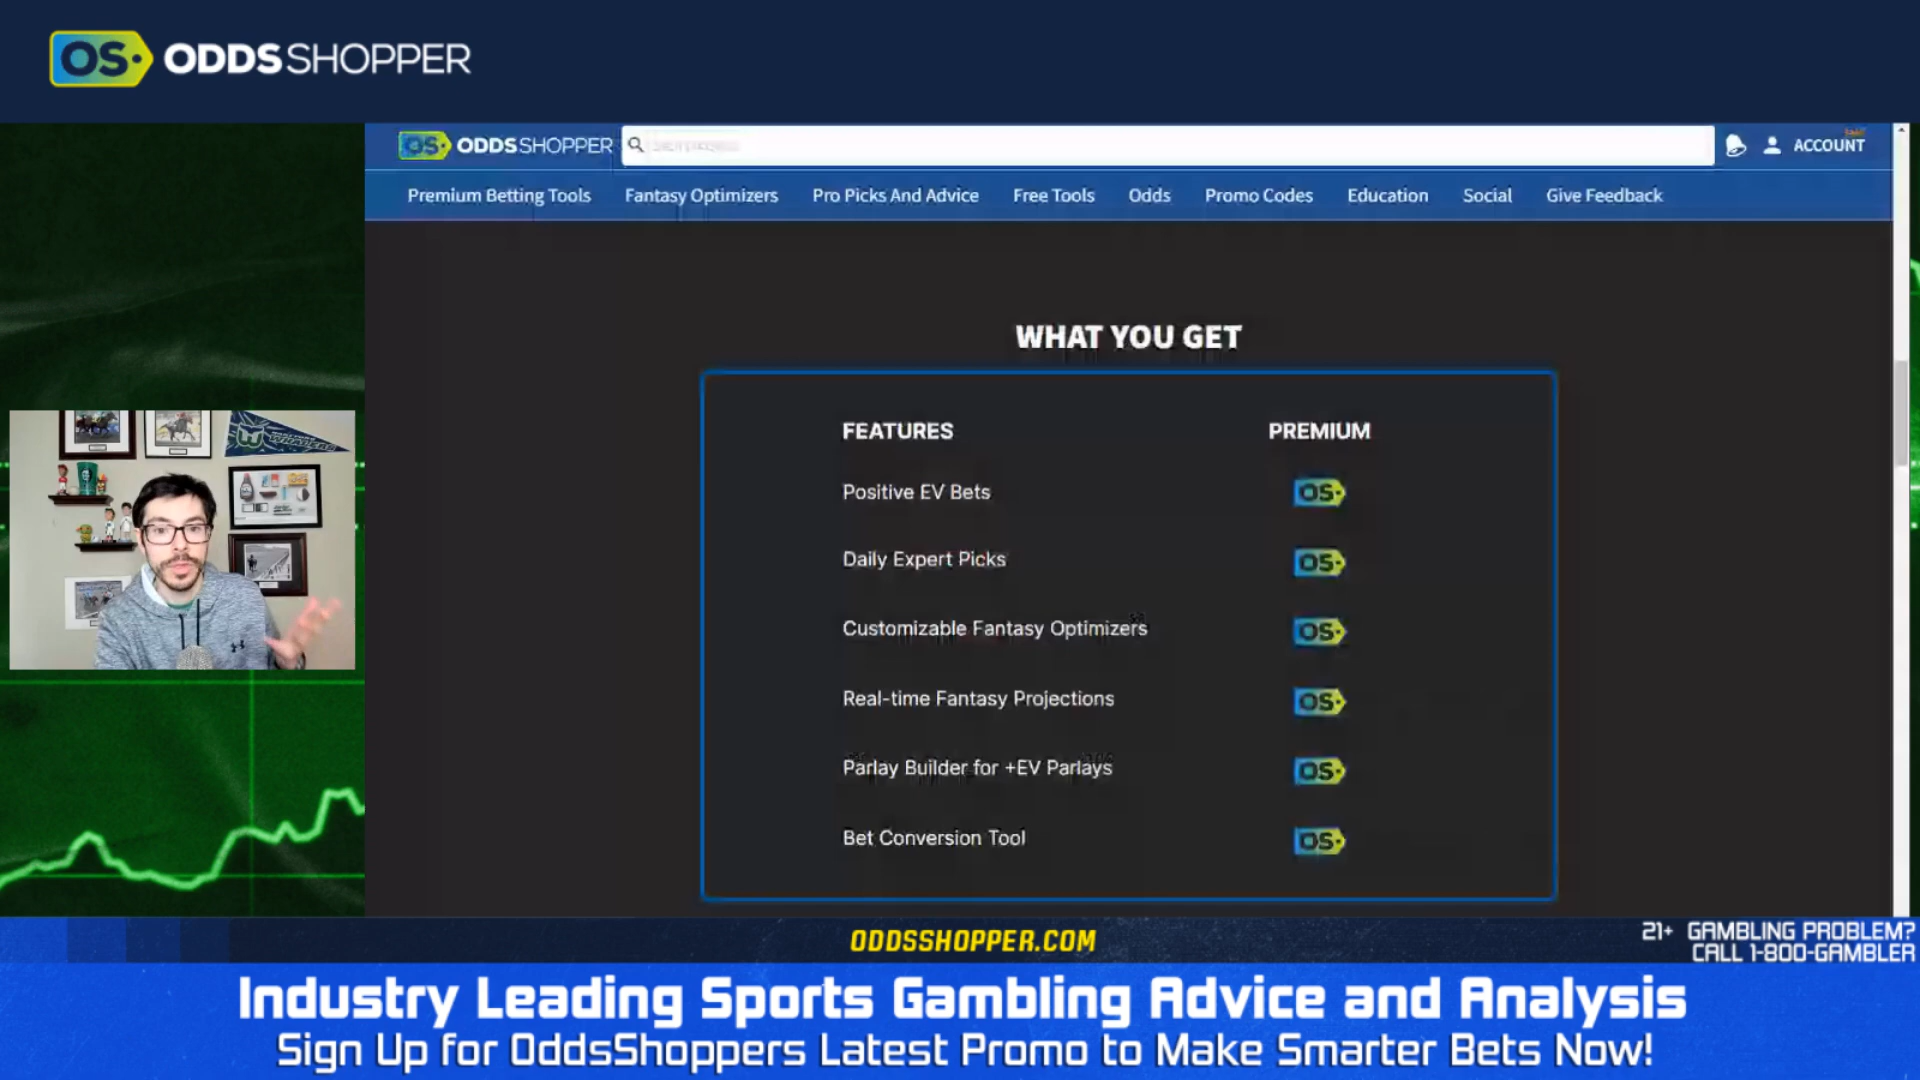 OS ODDSSHOPPER
OS ODDSSHOPPER
ACCOUNT
Premium Betting Tools Fantasy Optimizers Pro Picks And Advice Free Tools Odds Promo Codes Education Social Give Feedback
WHAT YOU GET
FEATURES PREMIUM
Positive EV Bets OS
Daily Expert Picks OS
Customizable Fantasy Optimizers OS
Real-time Fantasy Projections OS
Parlay Builder for +EV Parlays OS
Bet Conversion Tool OS
ODDSSHOPPER.COM
21+ GAMBLING PROBLEM?
CALL 1-800-GAMBLER
Industry Leading Sports Gambling Advice and Analysis
Sign Up for OddsShoppers Latest Promo to Make Smarter Bets Now!